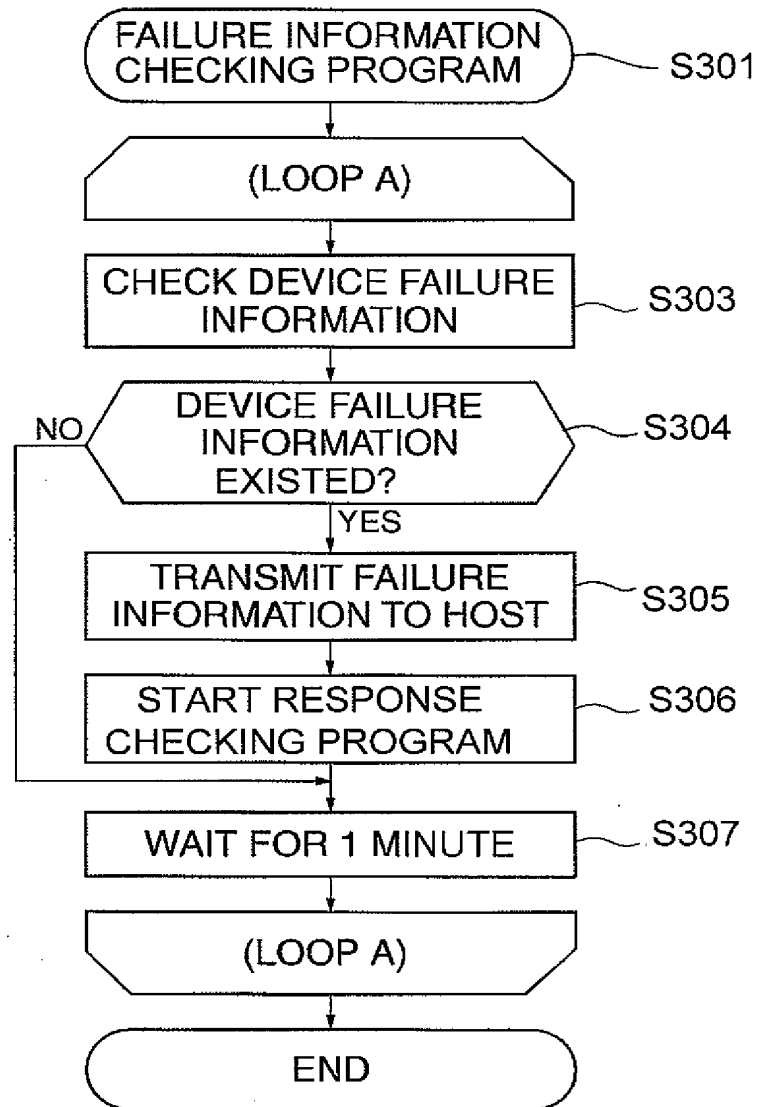 FAILURE INFORMATION
CHECKING PROGRAM
S301
(LOOP A)
CHECK DEVICE FAILURE
INFORMATION
S303
DEVICE FAILURE
INFORMATION
EXISTED?
S304
NO
YES
TRANSMIT FAILURE
INFORMATION TO HOST
S305
START RESPONSE
CHECKING PROGRAM
S306
WAIT FOR 1 MINUTE
S307
(LOOP A)
END